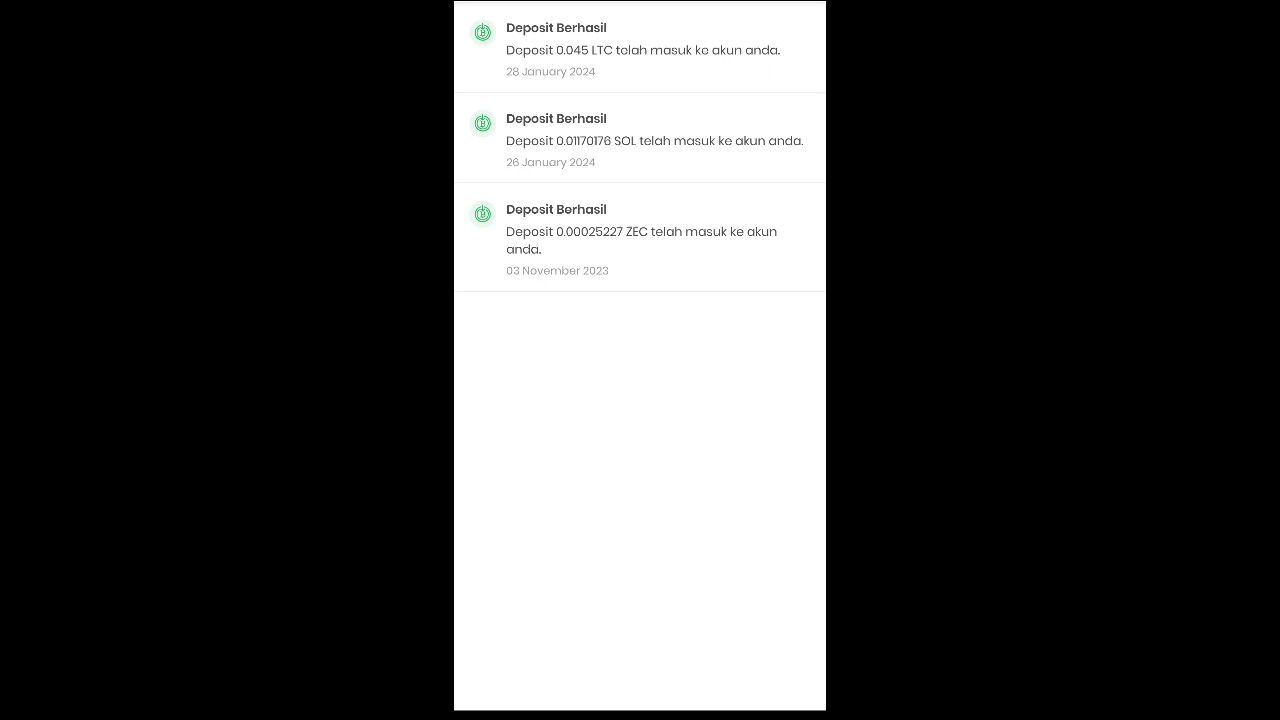 Deposit Berhasil
Deposit 0.045 LTC telah masuk ke akun anda.
28 January 2024
Deposit Berhasil
Deposit 0.01170176 SOL telah masuk ke akun anda.
26 January 2024
Deposit Berhasil
Deposit 0.00025227 ZEC telah masuk ke akun
anda.
03 November 2023